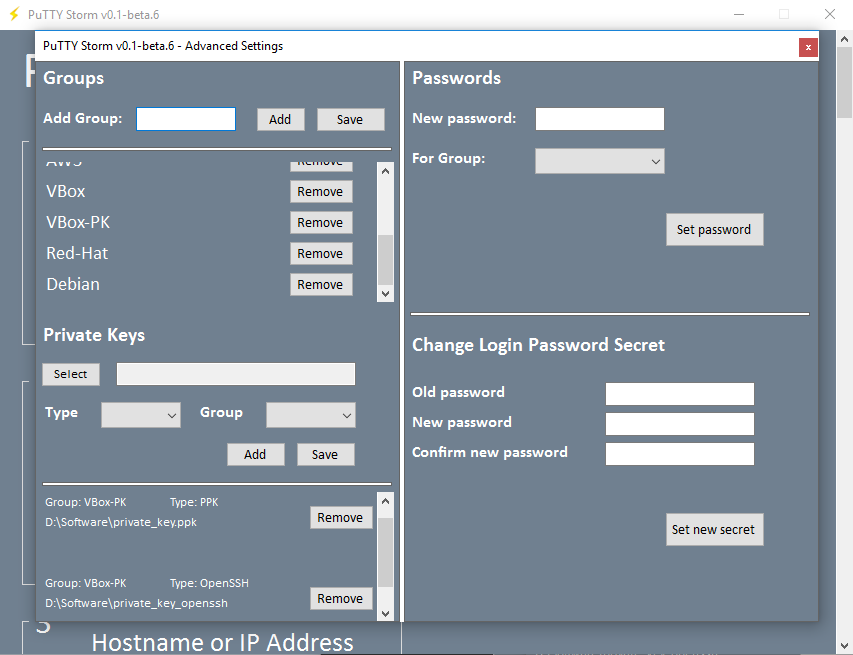 PuTTY Storm v0.1-beta.6
PuTTY Storm v0.1-beta.6 - Advanced Settings
x
Groups
Add Group:
Add
Save
AWS
Remove
VBox
Remove
VBox-PK
Remove
Red-Hat
Remove
Debian
Remove
Private Keys
Select
Type
Group
Add
Save
Group: VBox-PK
Type: PPK
D:\Software\private_key.ppk
Remove
Group: VBox-PK
Type: OpenSSH
D:\Software\private_key_openssh
Remove
Passwords
New password:
For Group:
Set password
Change Login Password Secret
Old password
New password
Confirm new password
Set new secret
Hostname or IP Address